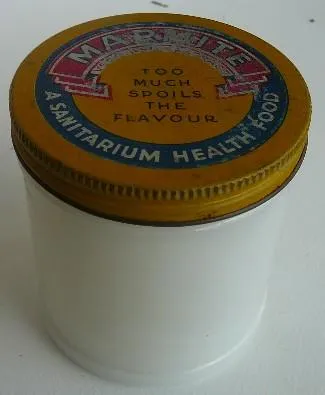 MARMITE
TOO
MUCH
SPOILS
THE
FLAVOUR
A SANITARIUM HEALTH FOOD